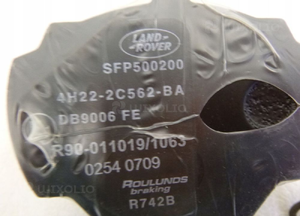 LAND-
ROVER
SFP500200
4H22-2C562-BA
DB9006 FE
R90-011019/1063
0254 0709
ROULUNDS
braking
R742B